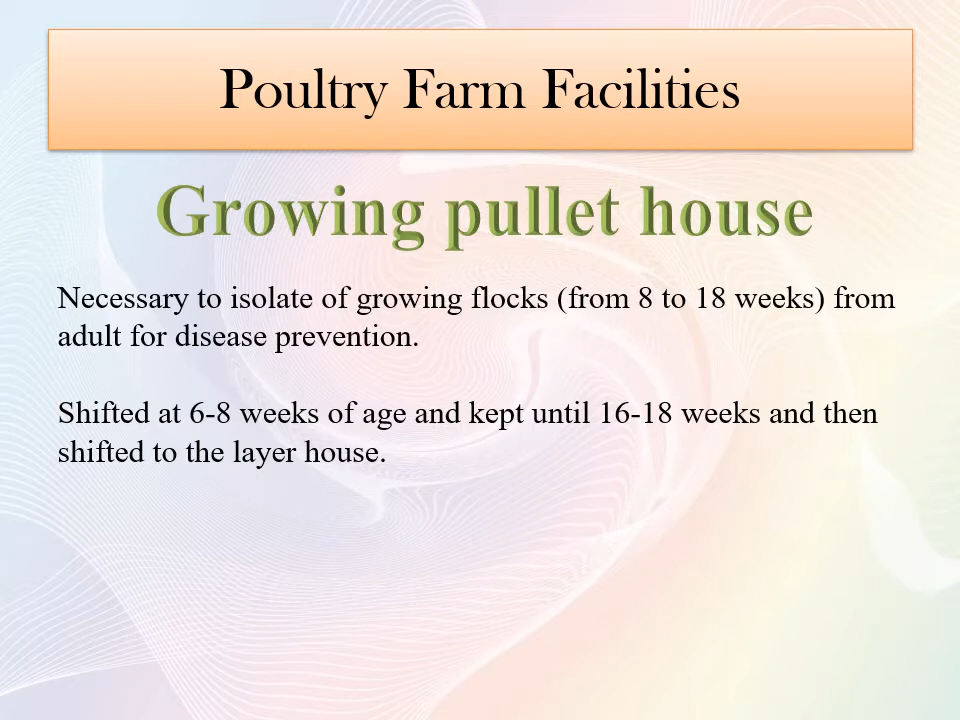 Poultry Farm Facilities
Growing pullet house
Necessary to isolate of growing flocks (from 8 to 18 weeks) from
adult for disease prevention.
Shifted at 6-8 weeks of age and kept until 16-18 weeks and then
shifted to the layer house.